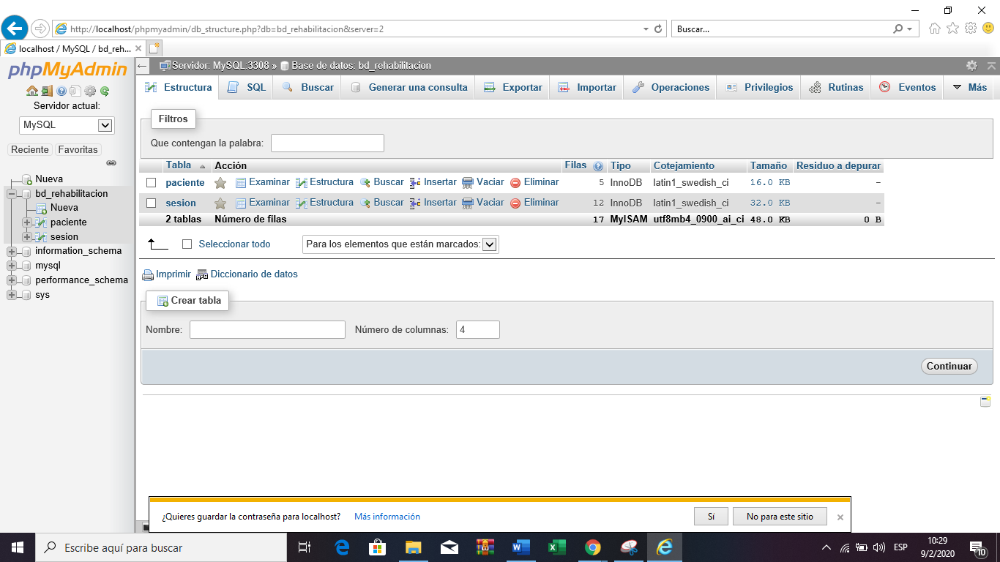 http://localhost/phpmyadmin/db_structure.php?db=bd_rehabilitacion&server=2
Buscar...
localhost / MySQL / bd_reh...
phpMyAdmin
Servidor actual:
MySQL
Reciente Favoritas
Nueva
bd_rehabilitacion
Nueva
paciente
sesion
information_schema
mysql
performance_schema
sys
Servidor: MySQL:3308 » Base de datos: bd_rehabilitacion
Estructura SQL Buscar Generar una consulta Exportar Importar Operaciones Privilegios Rutinas Eventos Más
Filtros
Que contengan la palabra:
Tabla Acción Filas Tipo Cotejamiento Tamaño Residuo a depurar
paciente Examinar Estructura Buscar Insertar Vaciar Eliminar 5 InnoDB latin1_swedish_ci 16.0 KB -
sesion Examinar Estructura Buscar Insertar Vaciar Eliminar 12 InnoDB latin1_swedish_ci 32.0 KB -
2 tablas Número de filas 17 MyISAM utf8mb4_0900_ai_ci 48.0 KB 0 B
Seleccionar todo Para los elementos que están marcados:
Imprimir Diccionario de datos
Crear tabla
Nombre: Número de columnas: 4
Continuar
¿Quieres guardar la contraseña para localhost? Más información Sí No para este sitio
Escribe aquí para buscar
ESP
10:29
9/2/2020
10